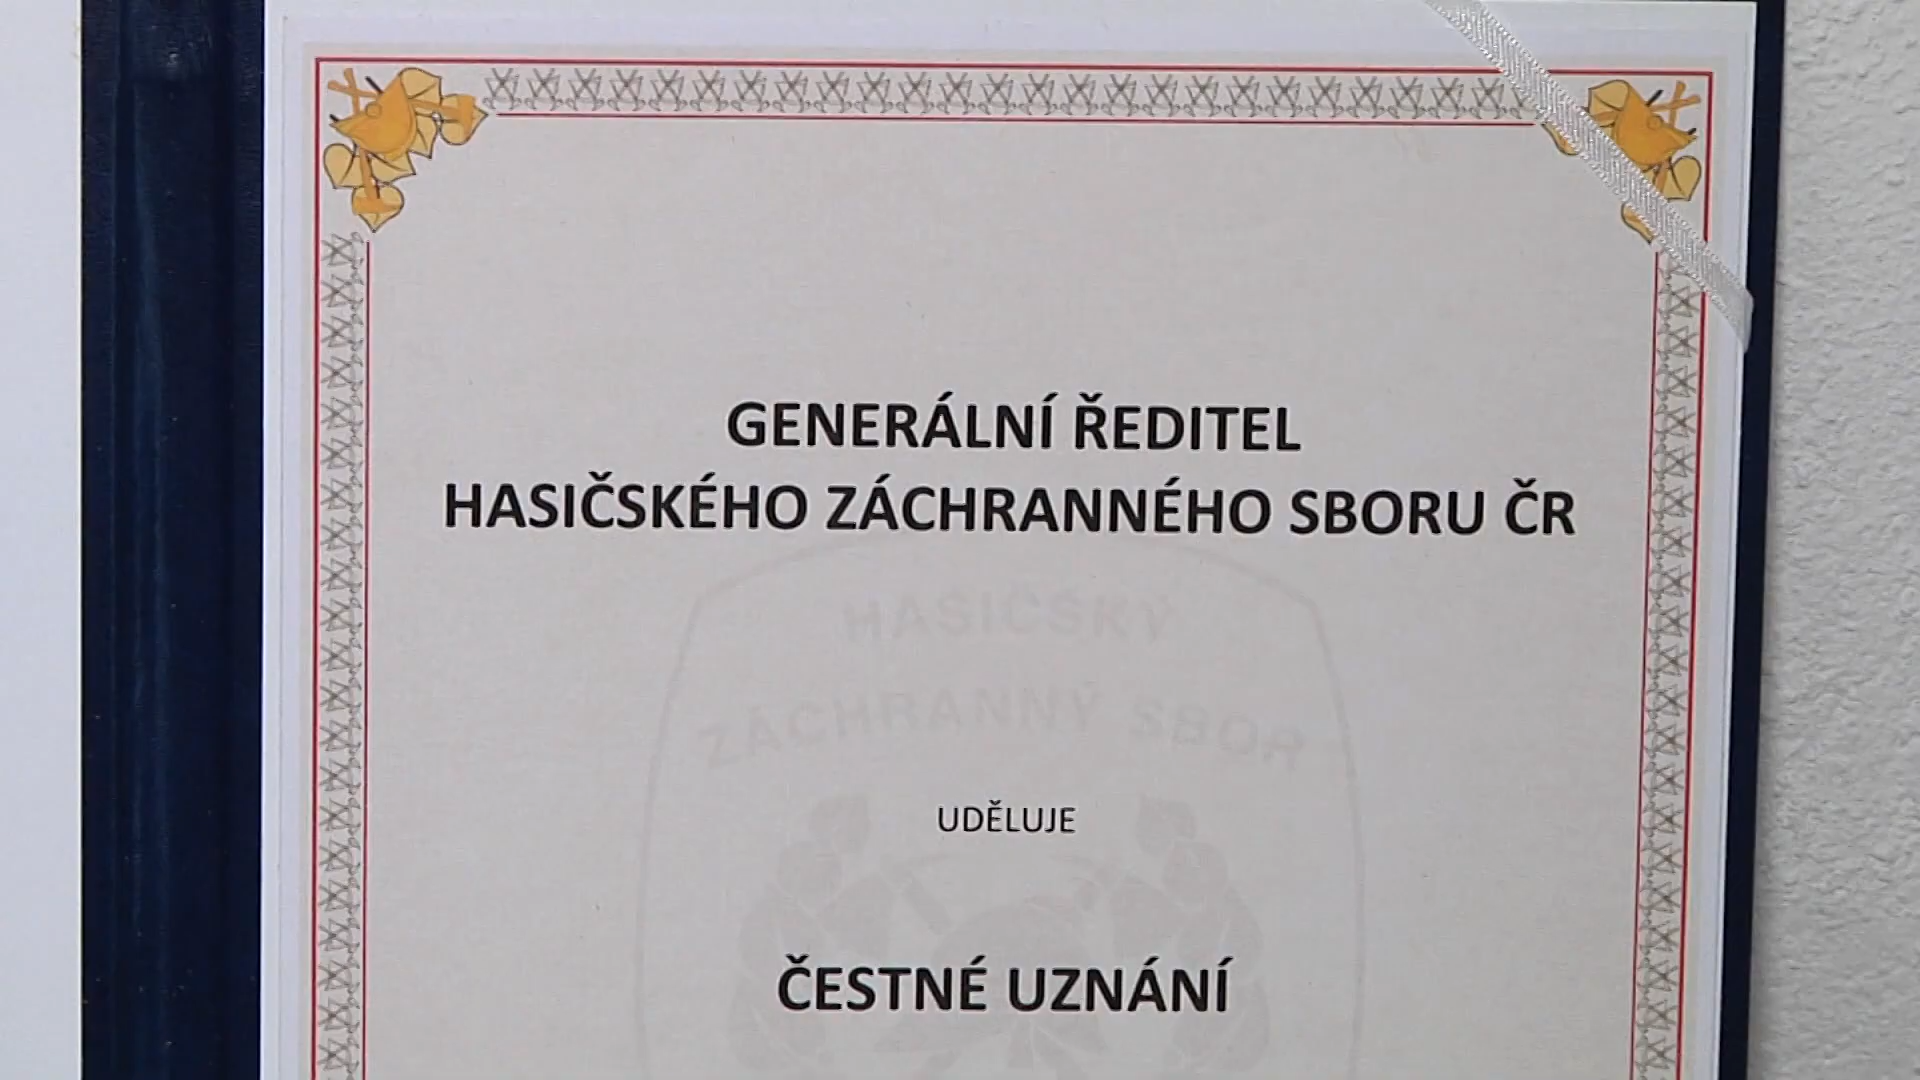 GENERÁLNÍ ŘEDITEL
HASIČSKÉHO ZÁCHRANNÉHO SBORU ČR
HASIČSKÝ
ZÁCHRANNÝ SBOR
UDĚLUJE
ČESTNÉ UZNÁNÍ